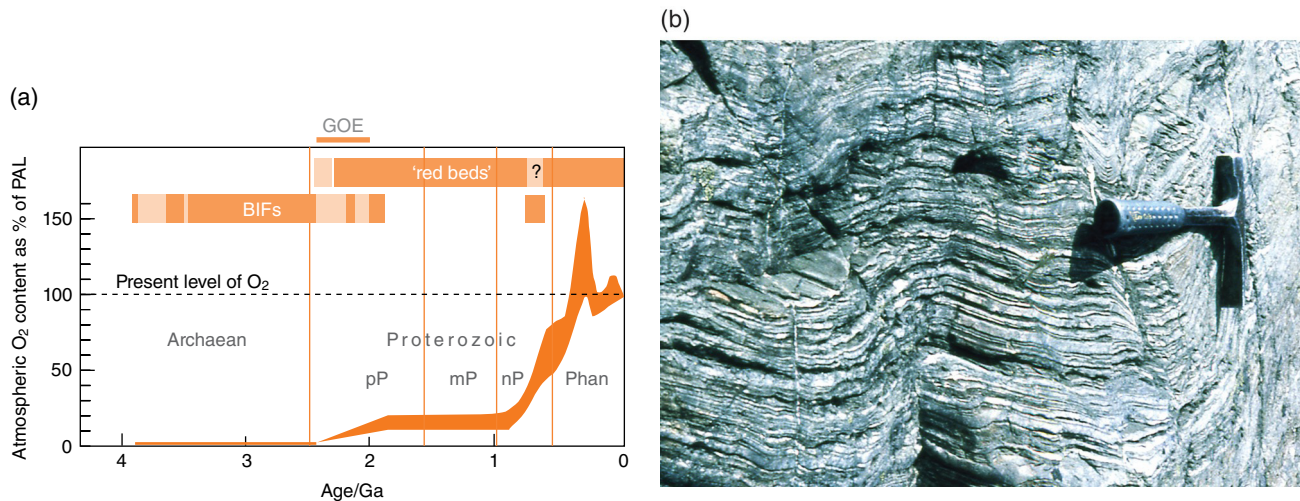 (a)
(b)
GOE
'red beds'
?
BIFs
Atmospheric O₂ content as % of PAL
150
100
50
0
Present level of O₂
Archaean
Proterozoic
pP
mP
nP
Phan
4
3
2
1
0
Age/Ga